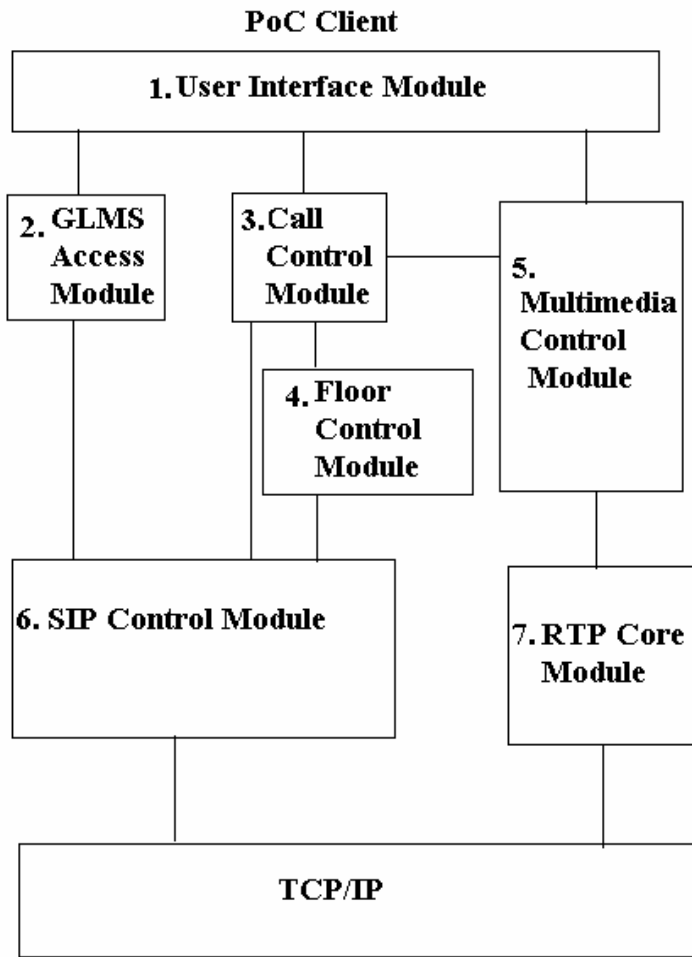 PoC Client
1. User Interface Module
2. GLMS
Access
Module
3. Call
Control
Module
4. Floor
Control
Module
5.
Multimedia
Control
Module
6. SIP Control Module
7. RTP Core
Module
TCP/IP